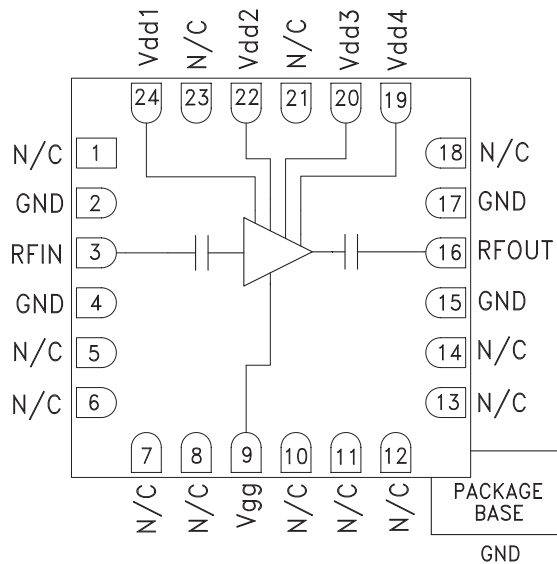 Vdd1
N/C
Vdd2
N/C
Vdd3
Vdd4
24
23
22
21
20
19
N/C 1
18 N/C
GND 2
17 GND
RFIN 3
16 RFOUT
GND 4
15 GND
N/C 5
14 N/C
N/C 6
13 N/C
7
8
9
10
11
12
N/C
N/C
Vgg
N/C
N/C
N/C
PACKAGE
BASE
GND